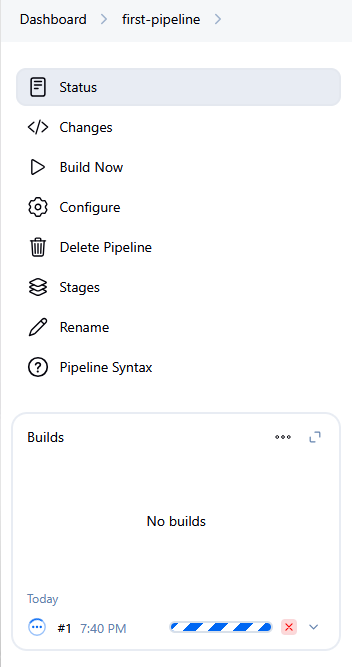 Dashboard > first-pipeline >
Status
Changes
Build Now
Configure
Delete Pipeline
Stages
Rename
Pipeline Syntax
Builds
No builds
Today
#1 7:40 PM